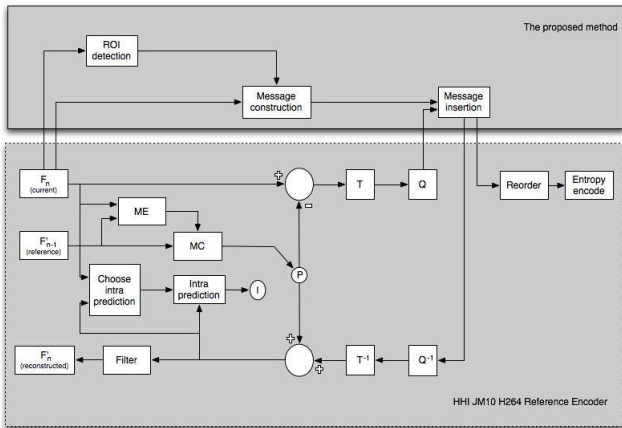 The proposed method
ROI
detection
Message
construction
Message
insertion
Fn
(current)
+
T
Q
Reorder
Entropy
encode
ME
F'n-1
(reference)
MC
P
Choose
intra
prediction
Intra
prediction
I
+
+
F'n
(reconstructed)
Filter
T-1
Q-1
HHI JM10 H264 Reference Encoder